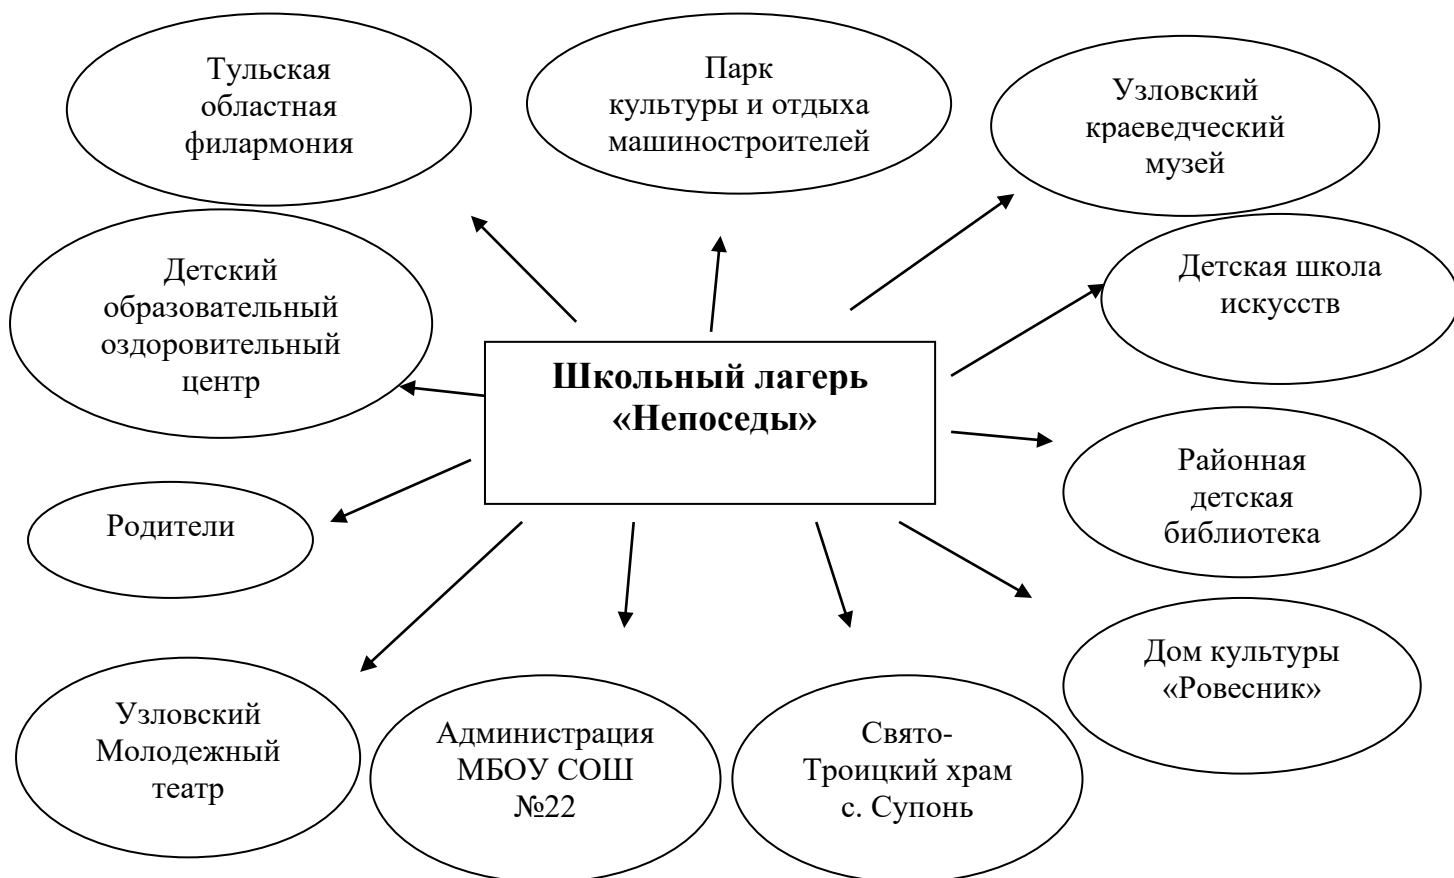 Тульская
областная
филармония
Парк
культуры и отдыха
машиностроителей
Узловский
краеведческий
музей
Детский
образовательный
оздоровительный
центр
Детская школа
искусств
Школьный лагерь
«Непоседы»
Районная
детская
библиотека
Родители
Дом культуры
«Ровесник»
Узловский
Молодежный
театр
Администрация
МБОУ СОШ
№22
Свято-
Троицкий храм
с. Супонь